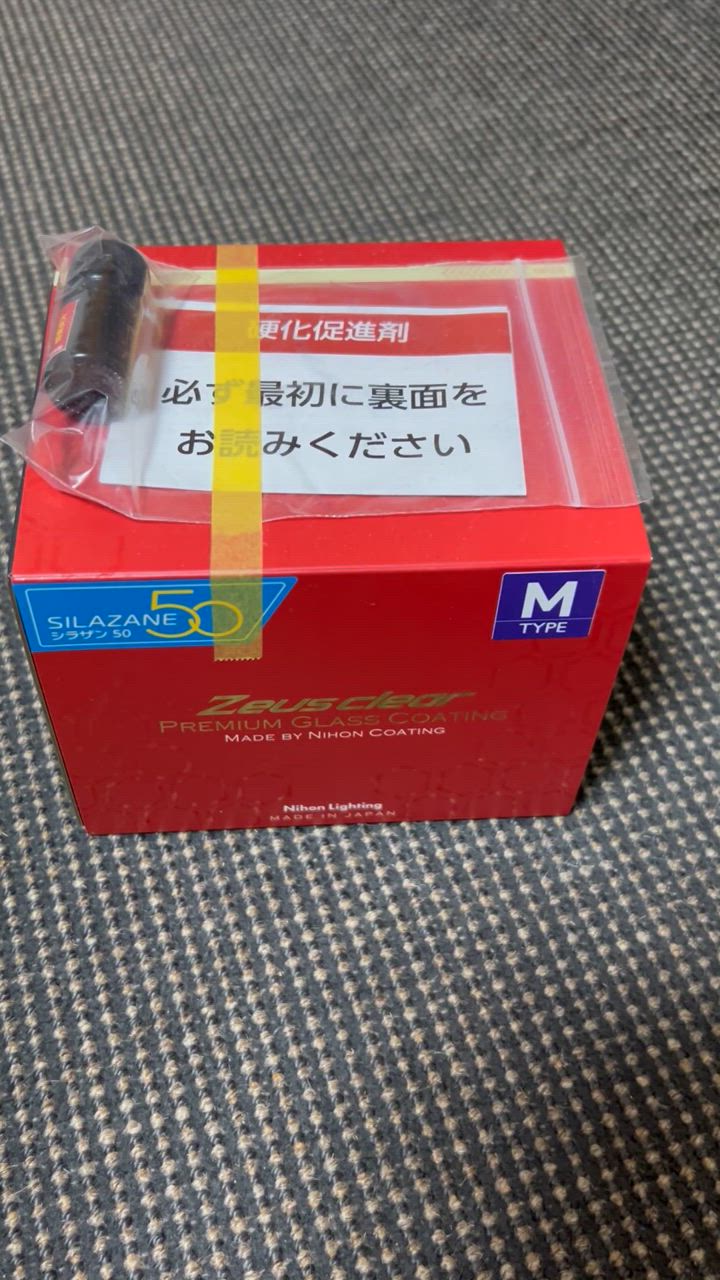 硬化促進剤
必ず最初に裏面を
お読みください
SILAZANE 50
シラザン 50
M
TYPE
Zeus clear
PREMIUM GLASS COATING
MADE BY NIHON COATING
Nihon Lighting
MADE IN JAPAN